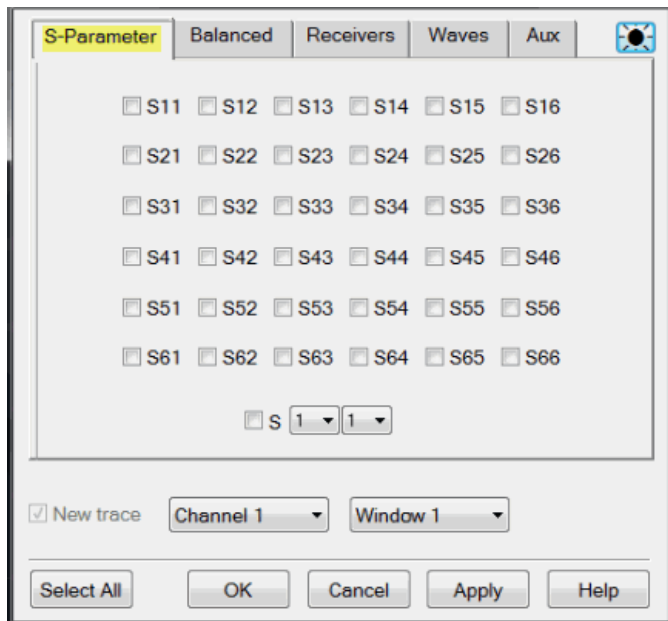 S-Parameter Balanced Receivers Waves Aux
S11 S12 S13 S14 S15 S16
S21 S22 S23 S24 S25 S26
S31 S32 S33 S34 S35 S36
S41 S42 S43 S44 S45 S46
S51 S52 S53 S54 S55 S56
S61 S62 S63 S64 S65 S66
S 1 1
New trace Channel 1 Window 1
Select All OK Cancel Apply Help